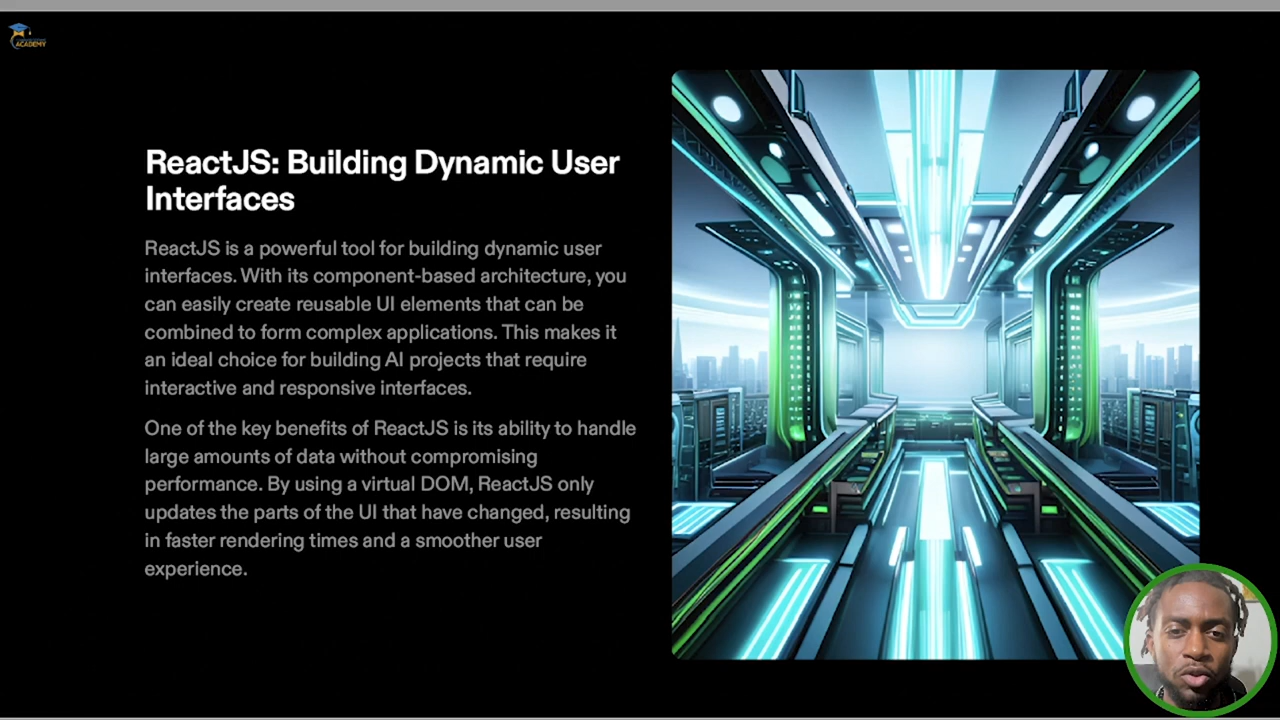 ACADEMY
ReactJS: Building Dynamic User
Interfaces
ReactJS is a powerful tool for building dynamic user
interfaces. With its component-based architecture, you
can easily create reusable UI elements that can be
combined to form complex applications. This makes it
an ideal choice for building AI projects that require
interactive and responsive interfaces.
One of the key benefits of ReactJS is its ability to handle
large amounts of data without compromising
performance. By using a virtual DOM, ReactJS only
updates the parts of the UI that have changed, resulting
in faster rendering times and a smoother user
experience.